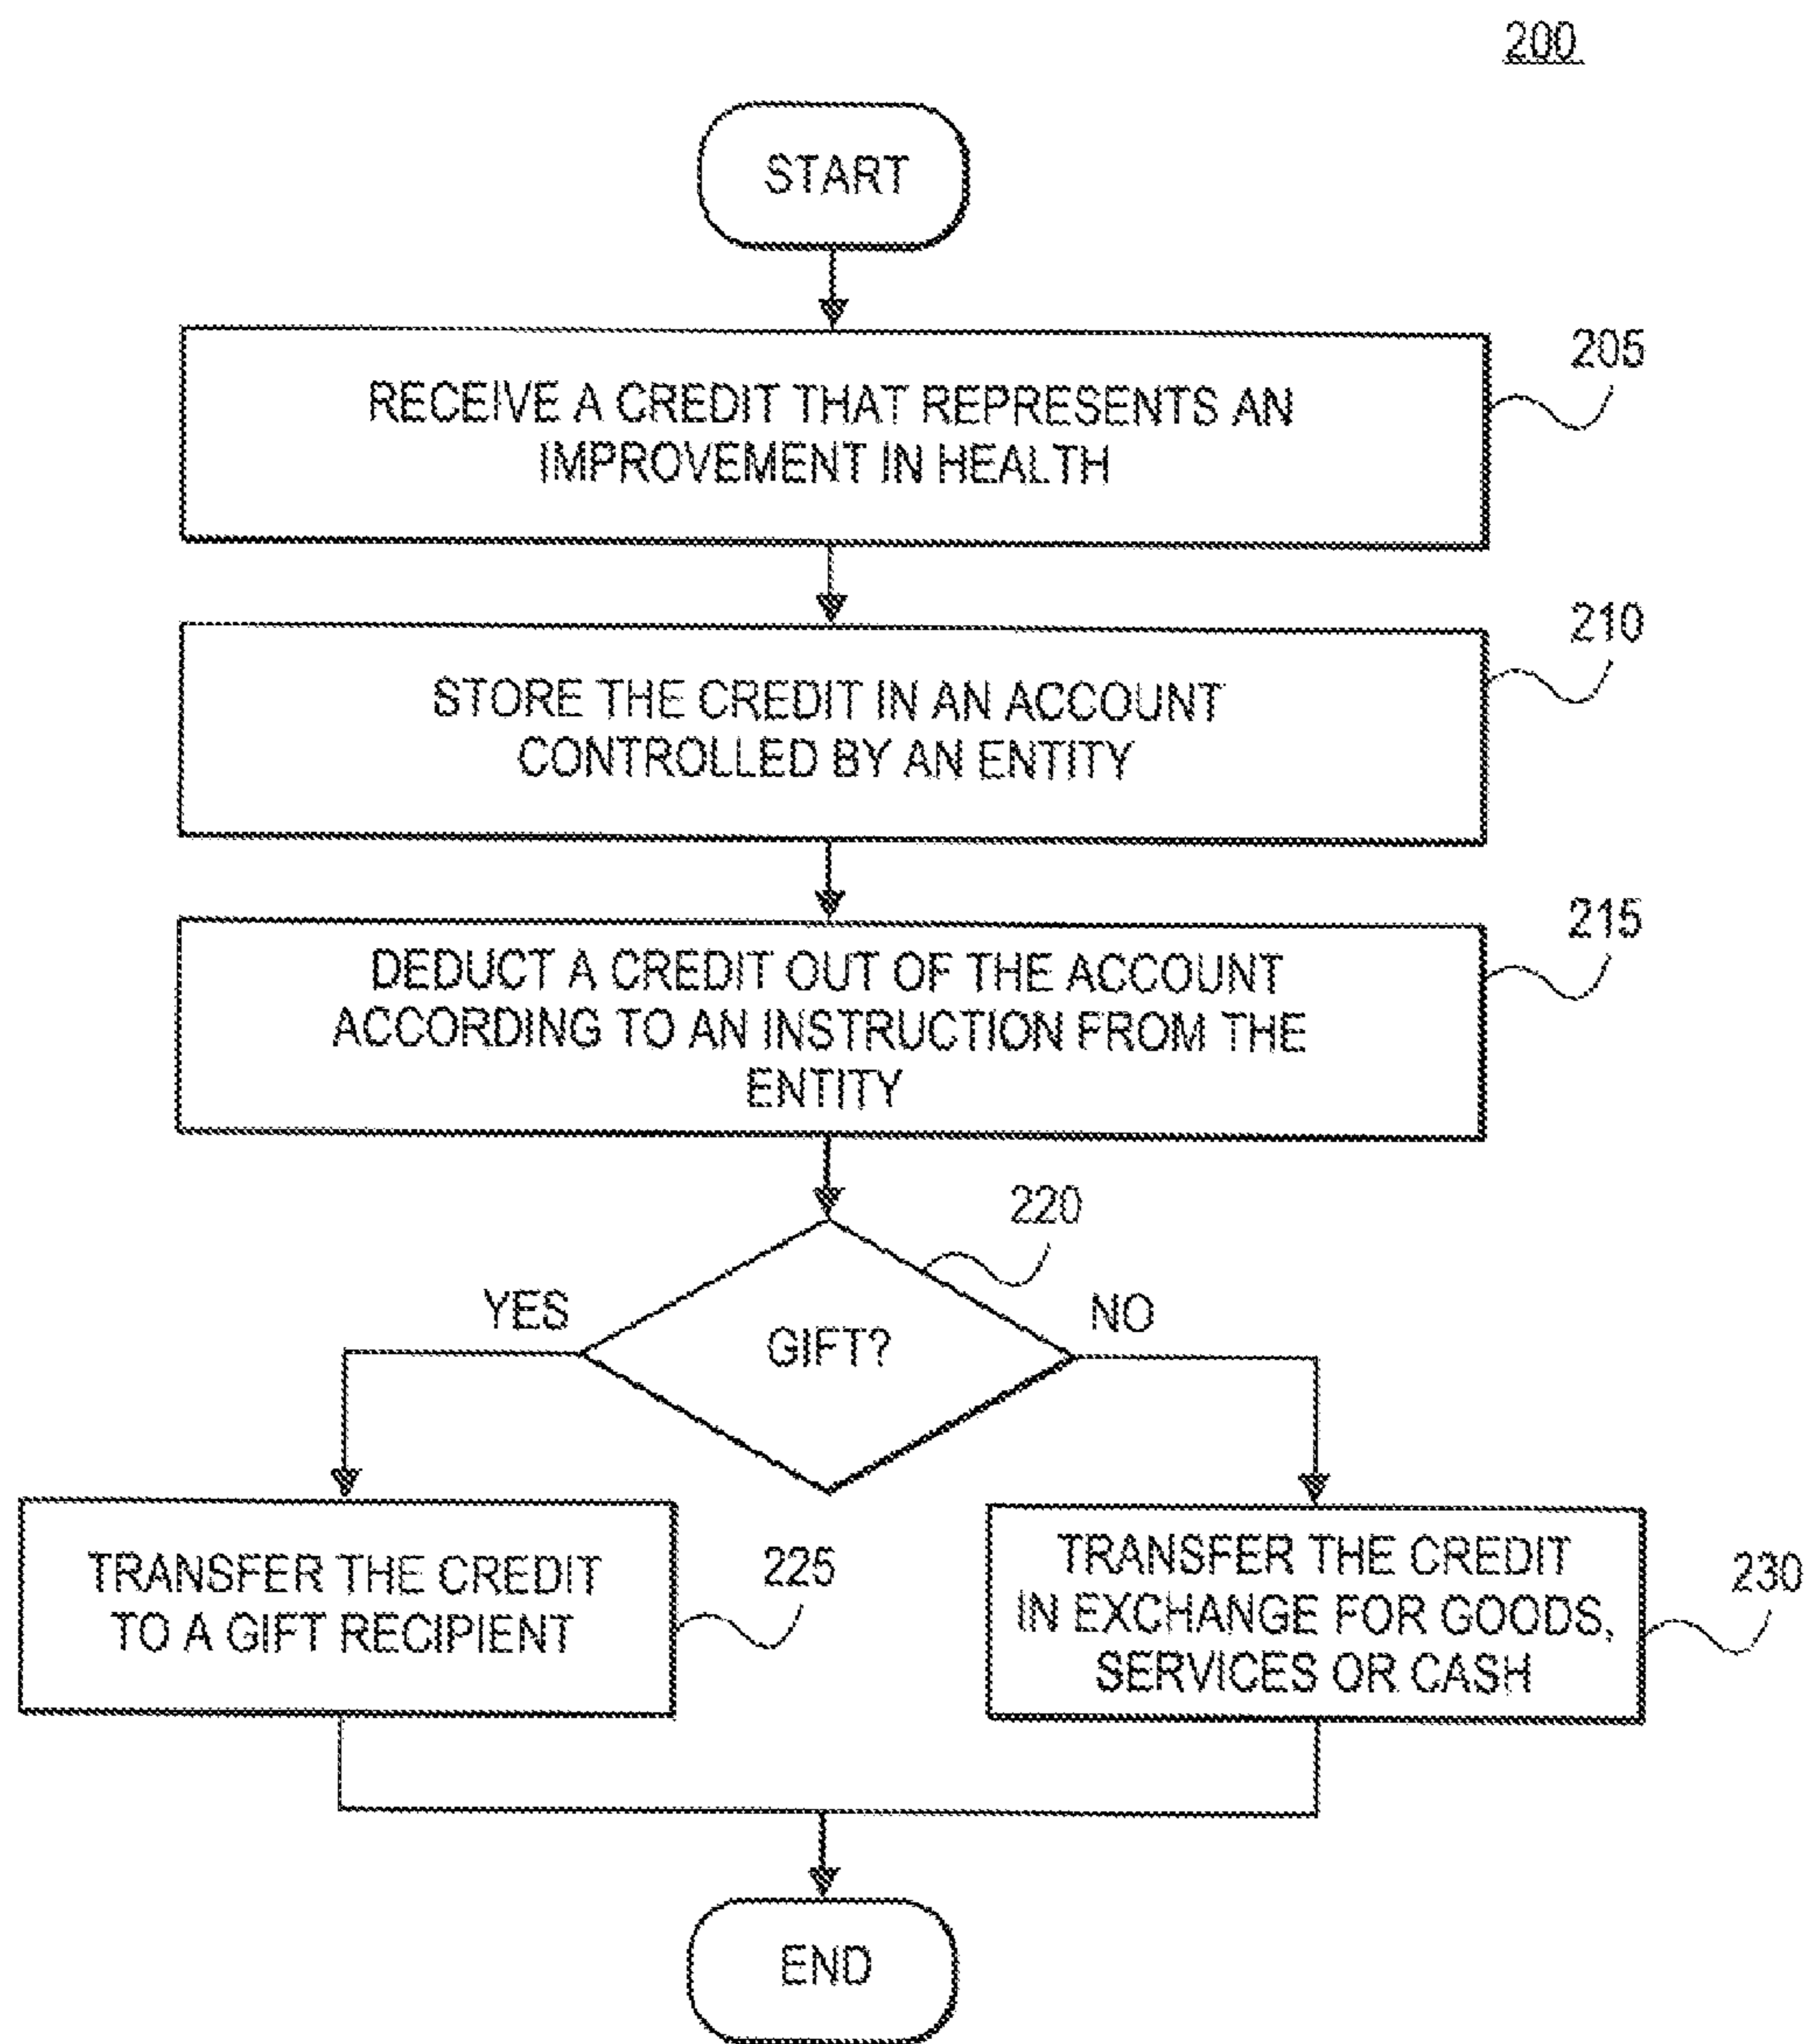 200
START
205
RECEIVE A CREDIT THAT REPRESENTS AN
IMPROVEMENT IN HEALTH
210
STORE THE CREDIT IN AN ACCOUNT
CONTROLLED BY AN ENTITY
215
DEDUCT A CREDIT OUT OF THE ACCOUNT
ACCORDING TO AN INSTRUCTION FROM THE
ENTITY
220
YES
NO
GIFT?
TRANSFER THE CREDIT
TO A GIFT RECIPIENT
225
TRANSFER THE CREDIT
IN EXCHANGE FOR GOODS,
SERVICES OR CASH
230
END